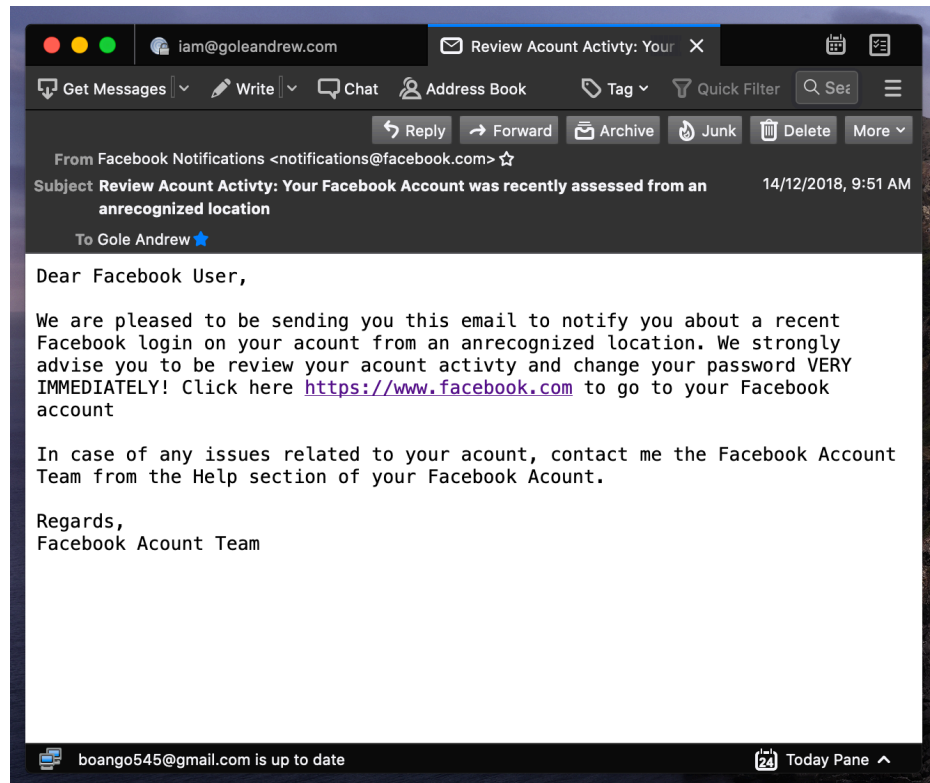 iam@goleandrew.com
Review Acount Activty: Your
Get Messages
Write
Chat
Address Book
Tag
Quick Filter
Sea
Reply
Forward
Archive
Junk
Delete
More
From Facebook Notifications <notifications@facebook.com>
Subject Review Acount Activty: Your Facebook Account was recently assessed from an
anrecognized location
14/12/2018, 9:51 AM
To Gole Andrew
Dear Facebook User,
We are pleased to be sending you this email to notify you about a recent
Facebook login on your acount from an anrecognized location. We strongly
advise you to be review your acount activty and change your password VERY
IMMEDIATELY! Click here https://www.facebook.com to go to your Facebook
account
In case of any issues related to your acount, contact me the Facebook Account
Team from the Help section of your Facebook Acount.
Regards,
Facebook Acount Team
boango545@gmail.com is up to date
24
Today Pane